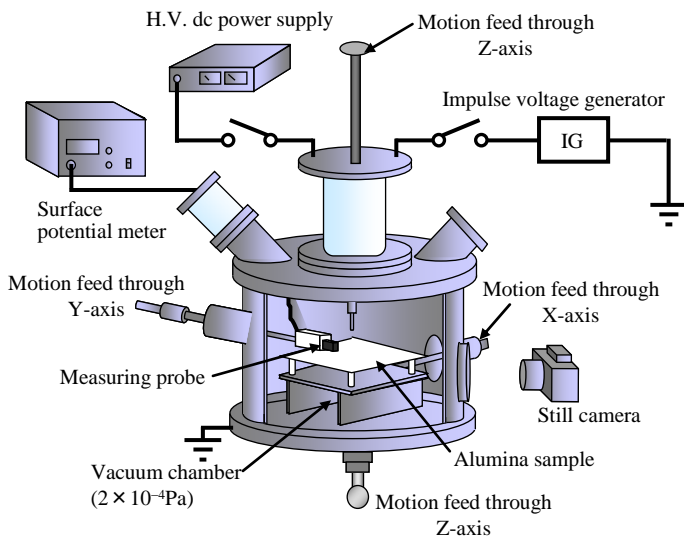 H.V. dc power supply
Motion feed through
Z-axis
Impulse voltage generator
IG
Surface
potential meter
Motion feed through
Y-axis
Motion feed through
X-axis
Measuring probe
Still camera
Vacuum chamber
(2×10⁻⁴Pa)
Alumina sample
Motion feed through
Z-axis